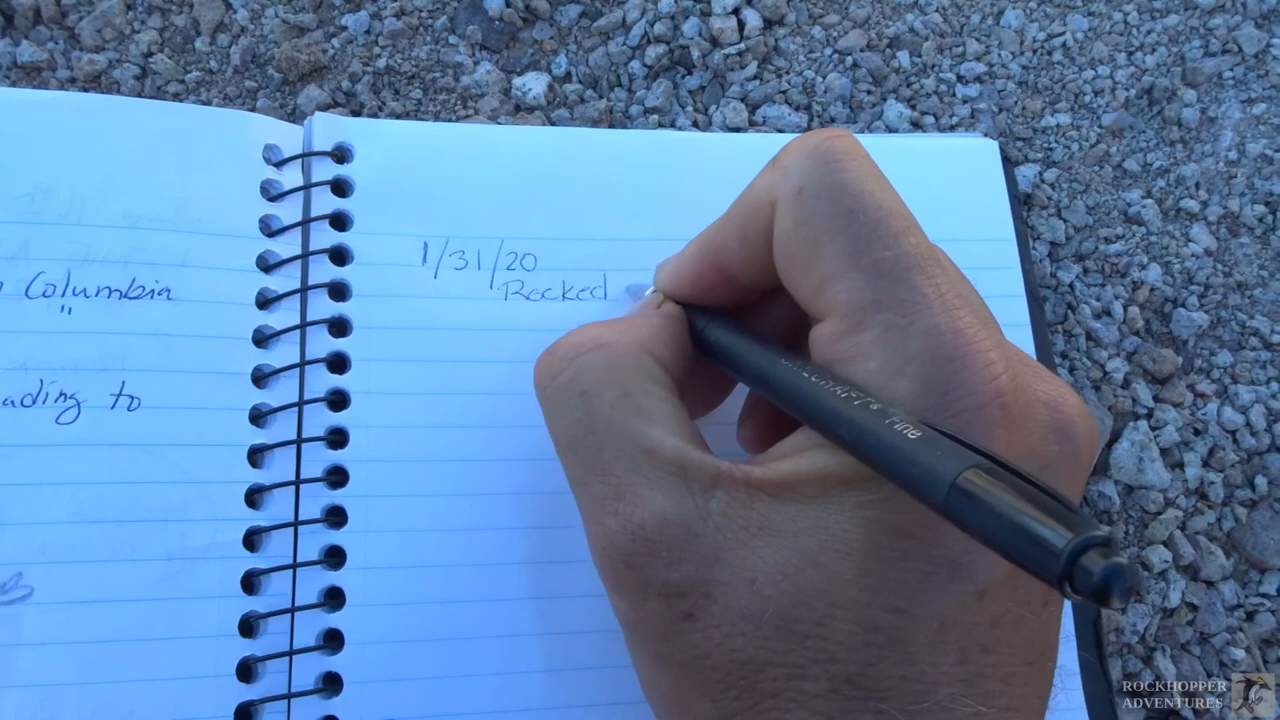 Columbia
"
ading to
1/31/20
Rocked
Fine
ROCKHOPPER
ADVENTURES